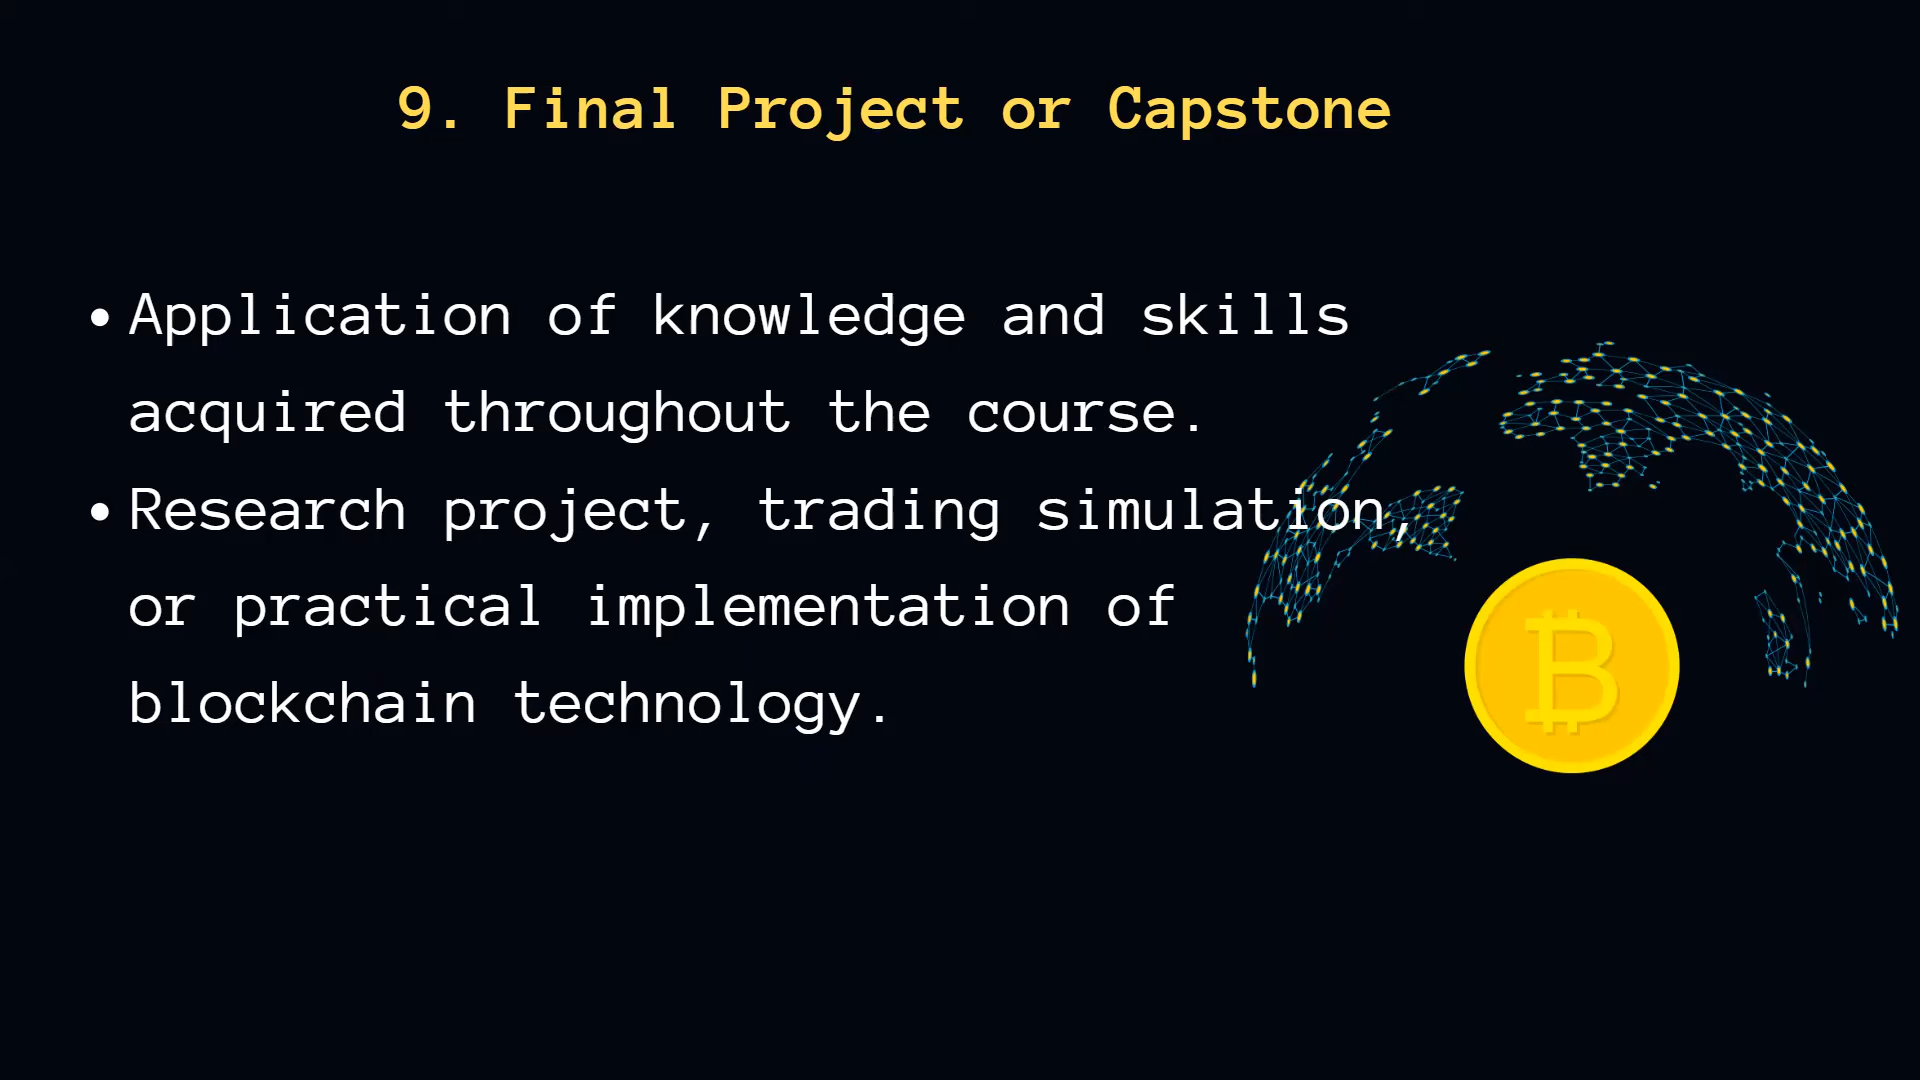 9. Final Project or Capstone
• Application of knowledge and skills
acquired throughout the course.
• Research project, trading simulation,
or practical implementation of
blockchain technology.